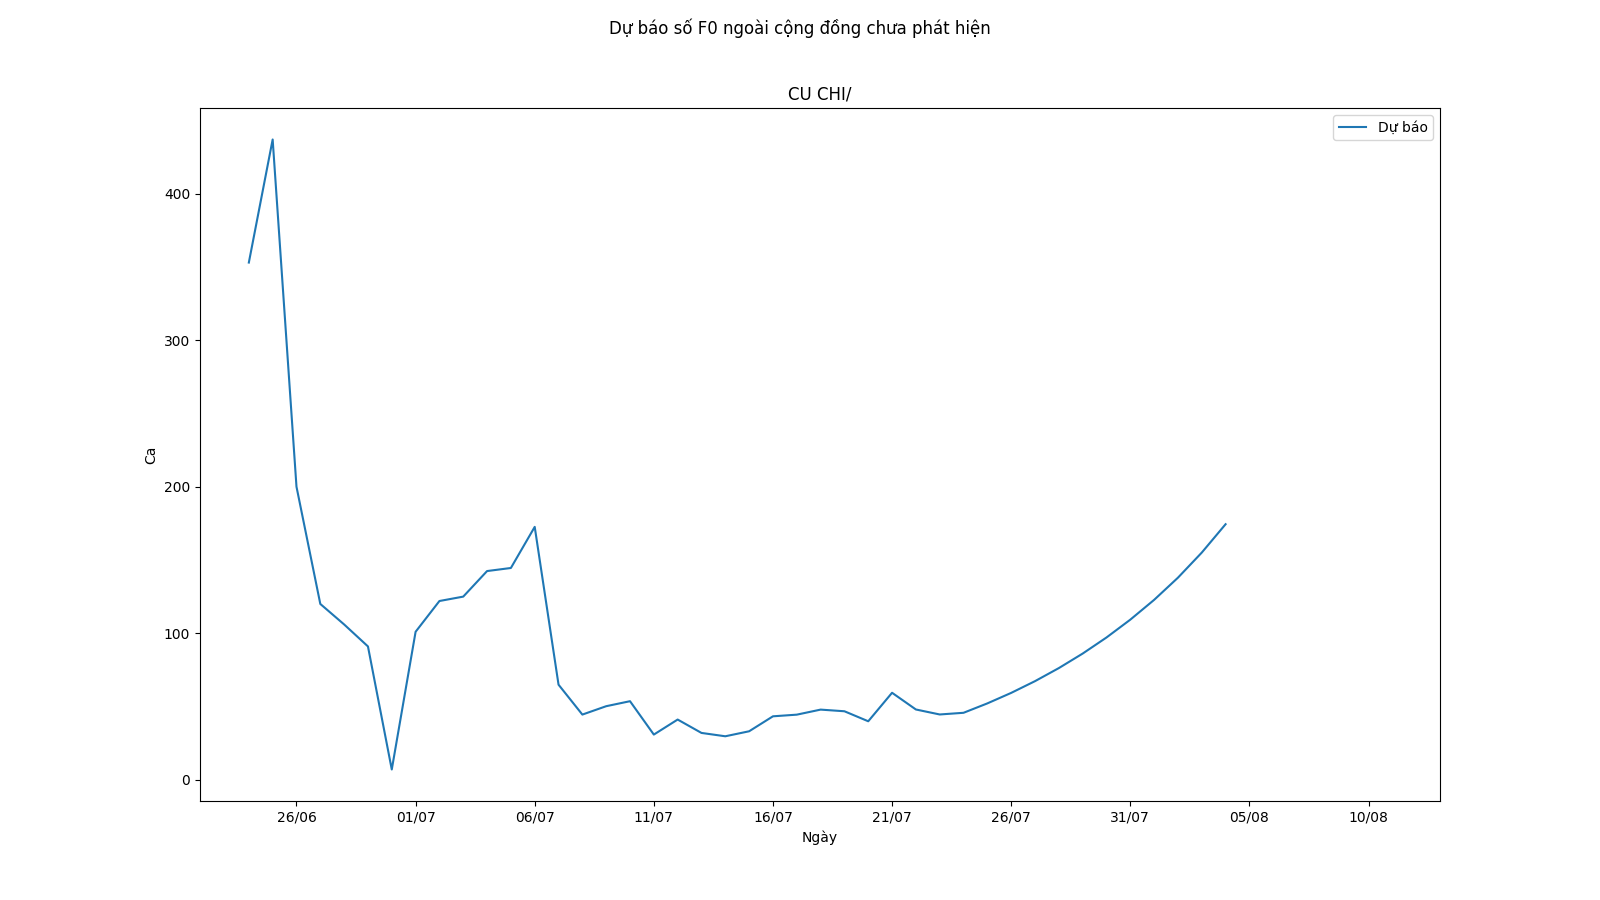 Dự báo số F0 ngoài cộng đồng chưa phát hiện
CU CHI/
Dự báo
400
300
200
100
0
Ca
26/06 01/07 06/07 11/07 16/07 21/07 26/07 31/07 05/08 10/08
Ngày